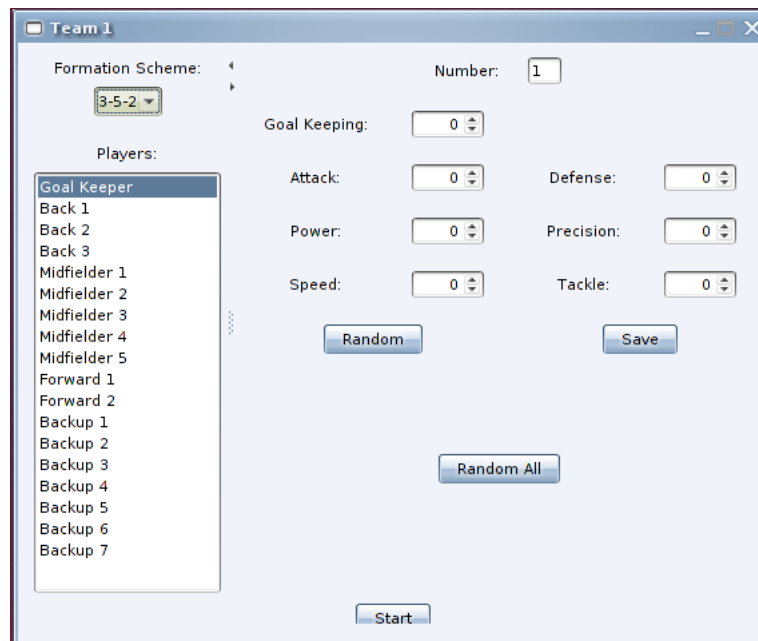 Team 1
Formation Scheme:
3-5-2
Players:
Goal Keeper
Back 1
Back 2
Back 3
Midfielder 1
Midfielder 2
Midfielder 3
Midfielder 4
Midfielder 5
Forward 1
Forward 2
Backup 1
Backup 2
Backup 3
Backup 4
Backup 5
Backup 6
Backup 7
Number: 1
Goal Keeping: 0
Attack: 0 Defense: 0
Power: 0 Precision: 0
Speed: 0 Tackle: 0
Random Save
Random All
Start